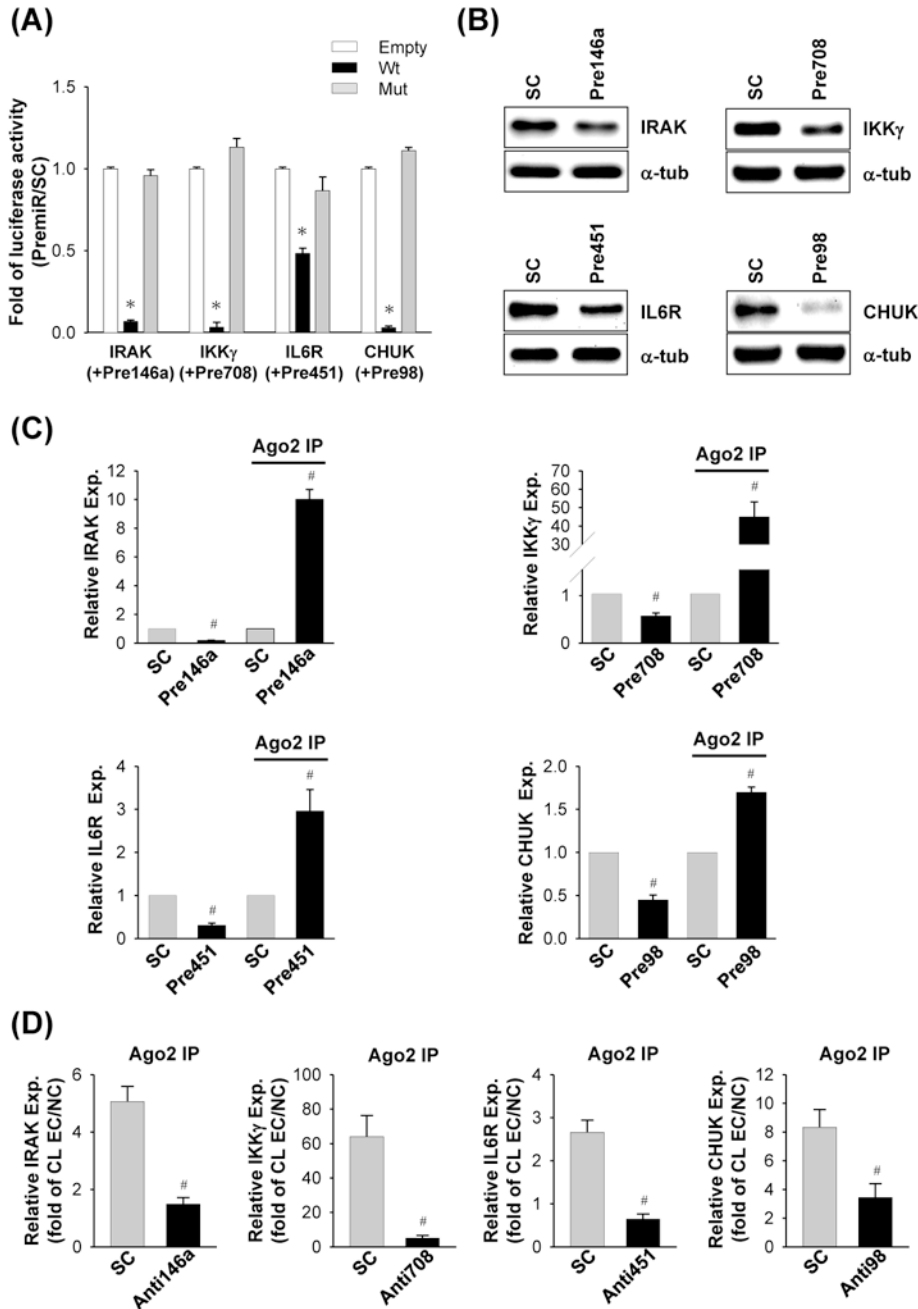 (A)
Empty
Wt
Mut
Fold of luciferase activity
(PremiR/SC)
1.5
1.0
0.5
0.0
*
*
*
*
IRAK
(+Pre146a)
IKKγ
(+Pre708)
IL6R
(+Pre451)
CHUK
(+Pre98)
(B)
SC
Pre146a
IRAK
α-tub
SC
Pre708
IKKγ
α-tub
SC
Pre451
IL6R
α-tub
SC
Pre98
CHUK
α-tub
(C)
Ago2 IP
Relative IRAK Exp.
12
10
8
6
4
2
1
0
#
#
SC
Pre146a
SC
Pre146a
Ago2 IP
Relative IKKγ Exp.
70
60
50
40
30
1
0
#
#
SC
Pre708
SC
Pre708
Ago2 IP
Relative IL6R Exp.
4
3
2
1
0
#
#
SC
Pre451
SC
Pre451
Ago2 IP
Relative CHUK Exp.
2.0
1.5
1.0
0.5
0.0
#
#
SC
Pre98
SC
Pre98
(D)
Ago2 IP
Relative IRAK Exp.
(fold of CL EC/NC)
6
4
2
0
#
SC
Anti146a
Ago2 IP
Relative IKKγ Exp.
(fold of CL EC/NC)
100
80
60
40
20
0
#
SC
Anti708
Ago2 IP
Relative IL6R Exp.
(fold of CL EC/NC)
4
3
2
1
0
#
SC
Anti451
Ago2 IP
Relative CHUK Exp.
(fold of CL EC/NC)
12
10
8
6
4
2
0
#
SC
Anti98